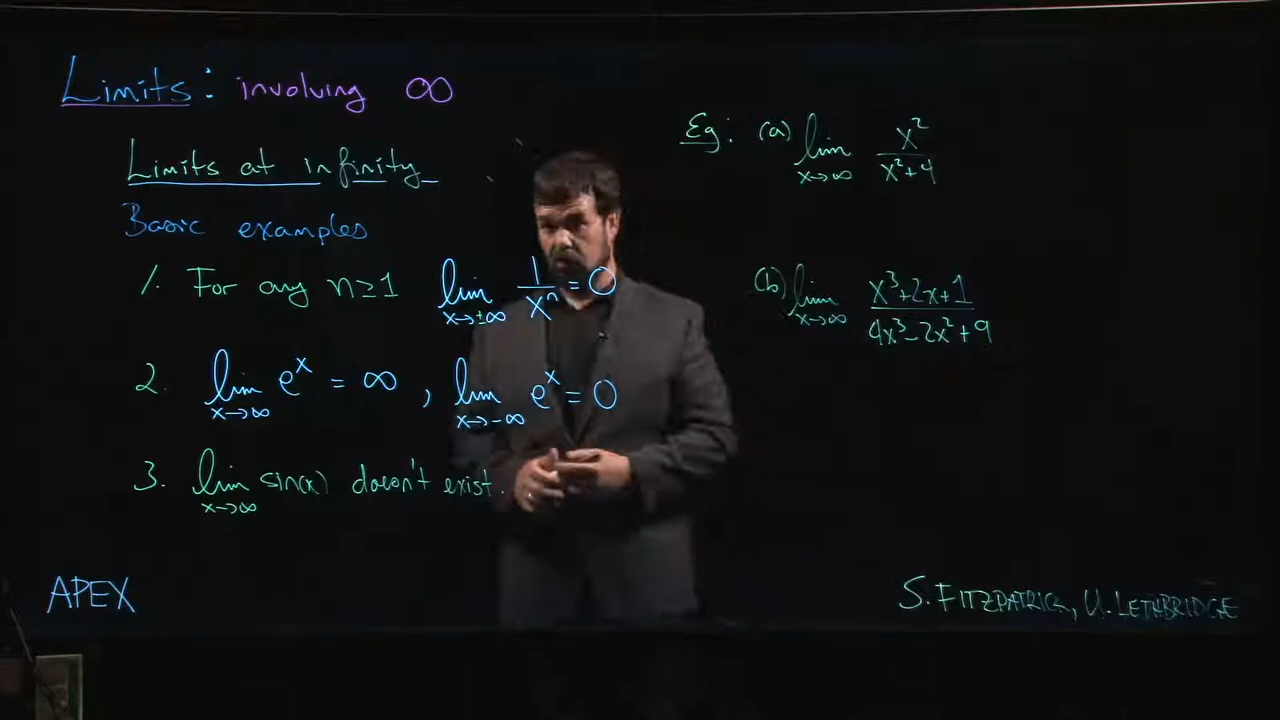 Limits: involving ∞
Limits at infinity
Basic examples
1. For any n≥1 lim x→±∞ 1/xⁿ = 0
2. lim x→∞ eˣ = ∞ , lim x→-∞ eˣ = 0
3. lim x→∞ sin(x) doesn't exist.
Eg: (a) lim x→∞ x²/x²+4
(b) lim x→∞ x³+2x+1/4x³-2x²+9
APEX
S. FITZPATRICK, U. LETHBRIDGE